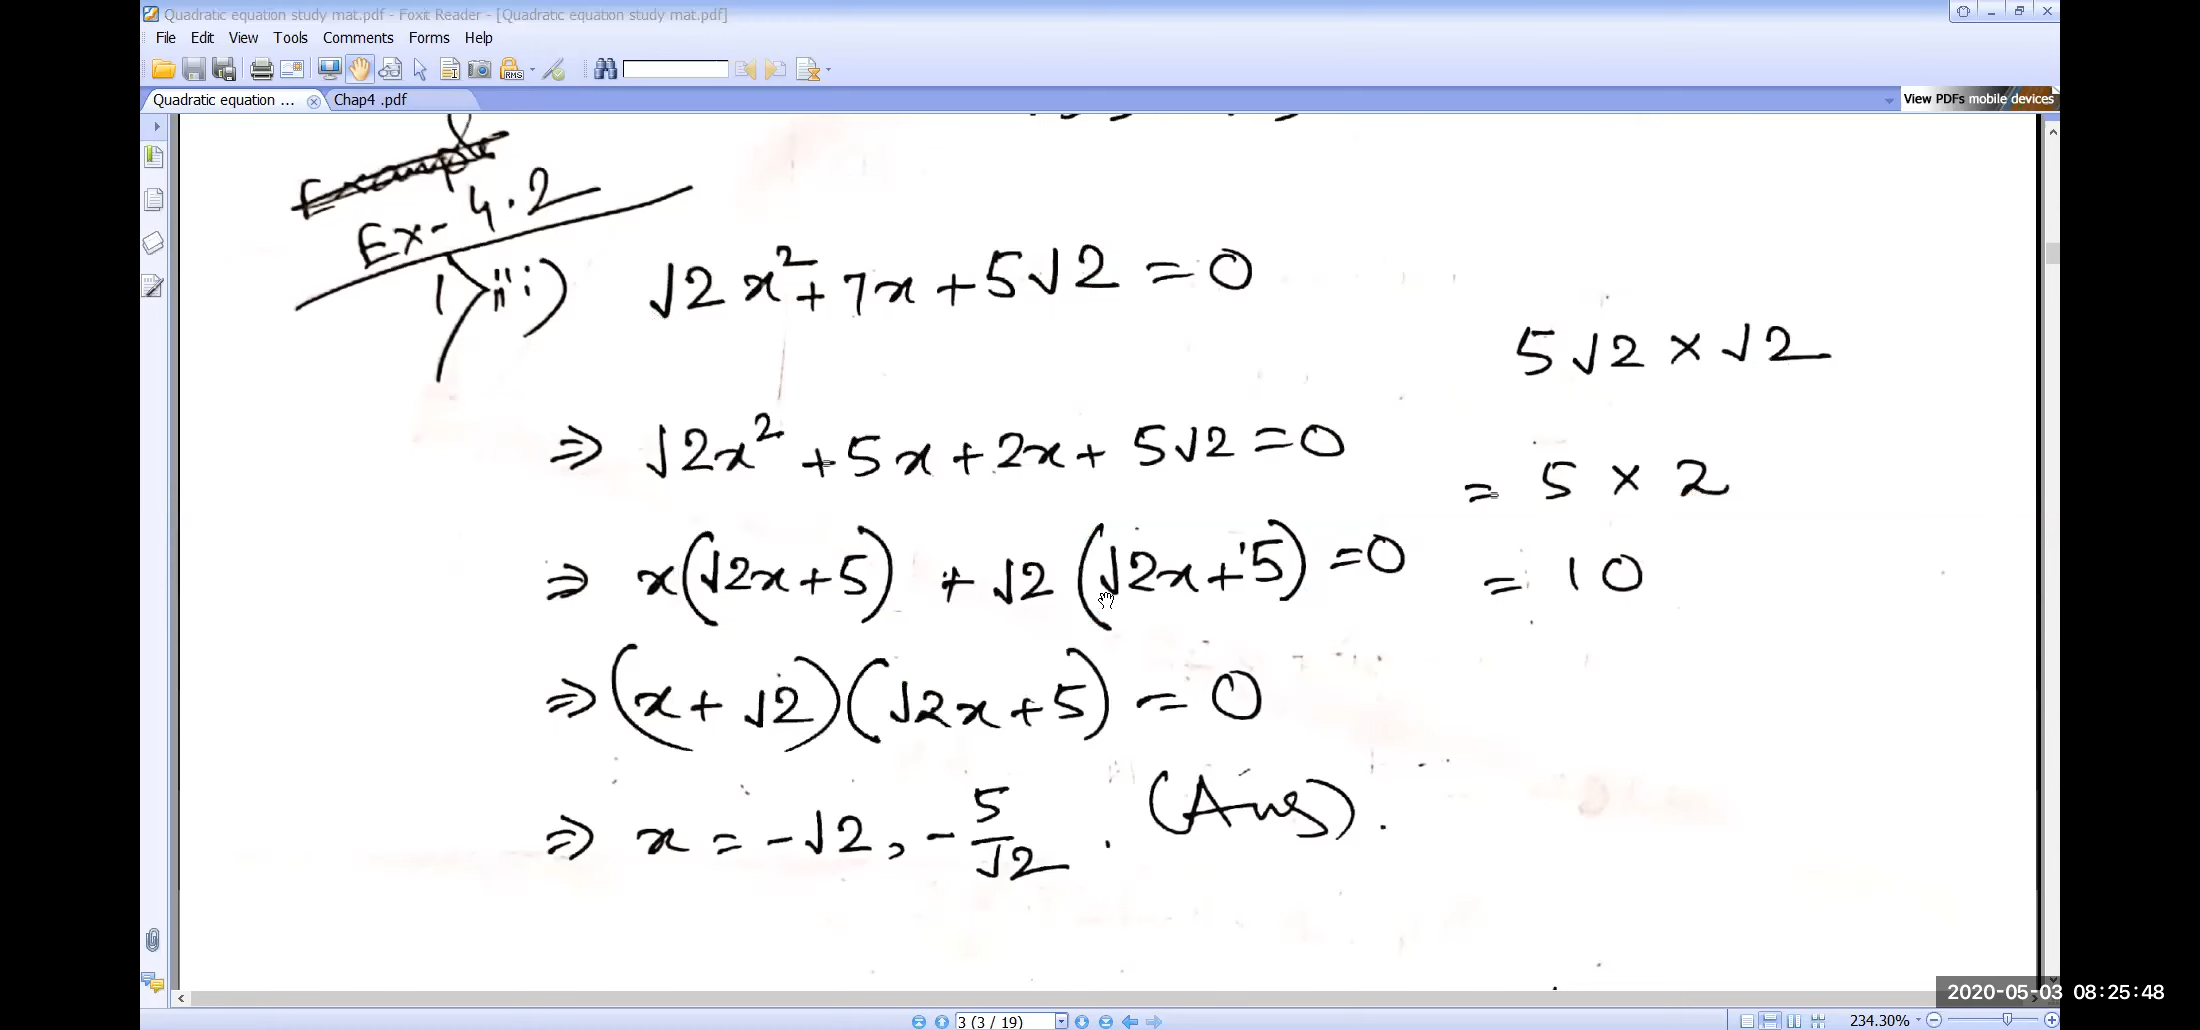 Quadratic equation study mat.pdf - Foxit Reader - [Quadratic equation study mat.pdf]
File Edit View Tools Comments Forms Help
RMS
Quadratic equation ... Chap4 .pdf
View PDFs mobile devices
Example
Ex-4.2
1) iii) √2x²+7x+5√2=0
5√2×√2
⇒ √2x²+5x+2x+5√2=0
= 5×2
⇒ x(√2x+5)+√2(√2x+5)=0
= 10
⇒ (x+√2)(√2x+5)=0
⇒ x=-√2, -5/√2. (Ans).
2020-05-03 08:25:48
3 (3 / 19)
234.30%